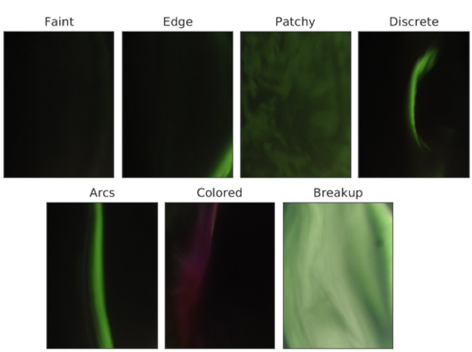 Faint
Edge
Patchy
Discrete
Arcs
Colored
Breakup